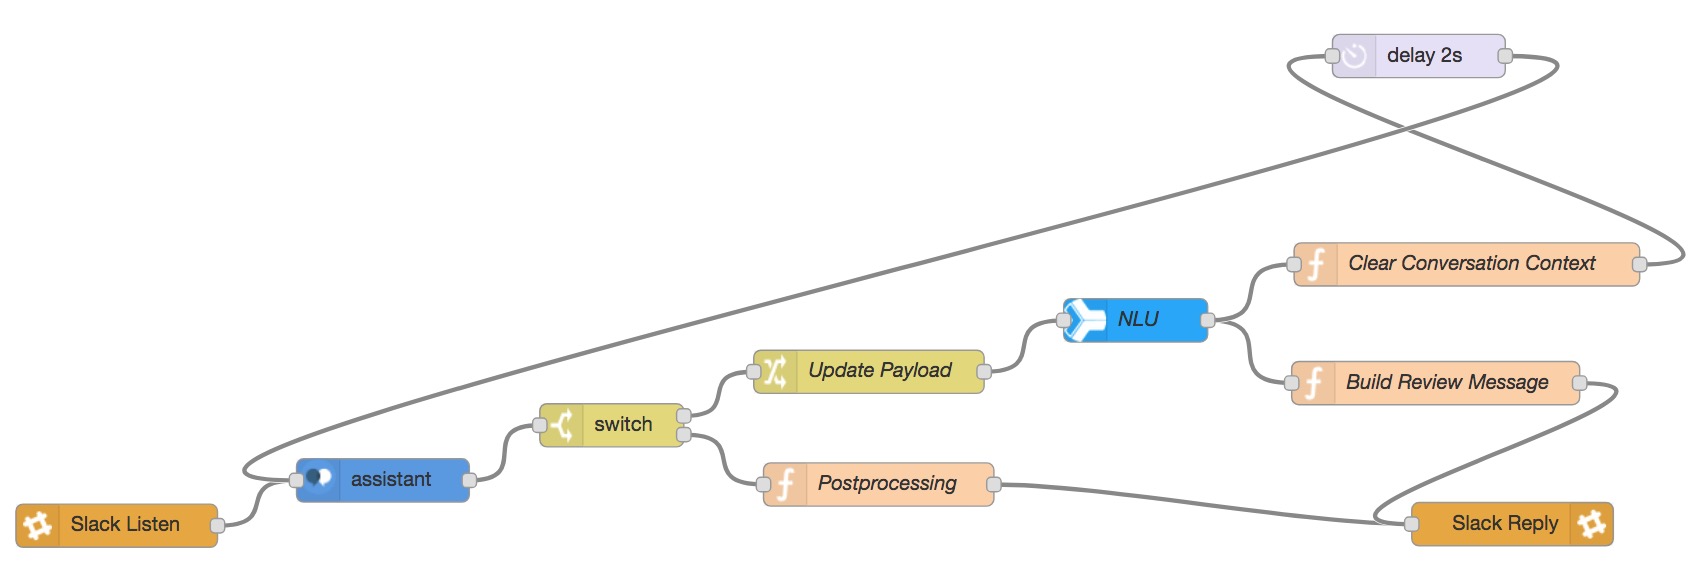 delay 2s
Clear Conversation Context
NLU
Update Payload
Build Review Message
switch
assistant
Postprocessing
Slack Listen
Slack Reply